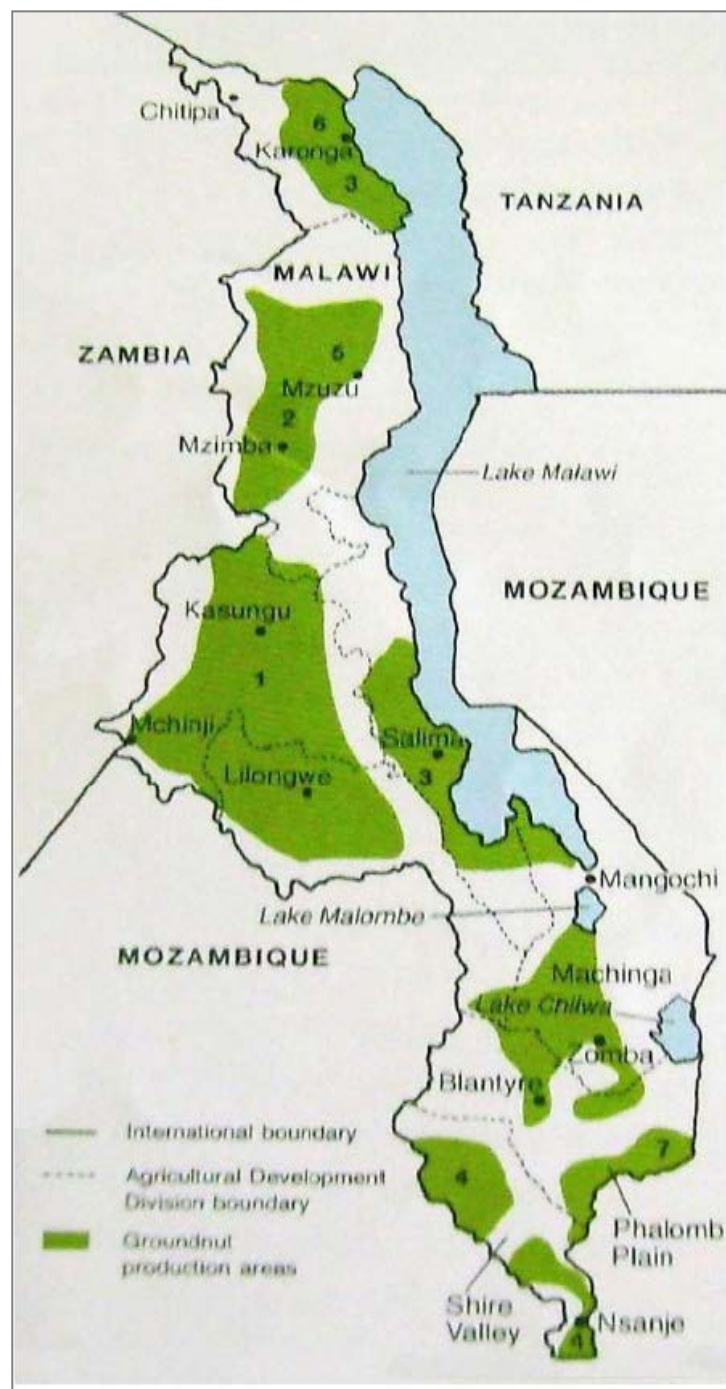 Chitipa
6
Karonga
3
TANZANIA
MALAWI
ZAMBIA
5
Mzuzu
2
Mzimba
Lake Malawi
MOZAMBIQUE
Kasungu
1
Mchinji
Salima
Lilongwe
3
Mangochi
Lake Malombe
MOZAMBIQUE
Machinga
Lake Chilwa
Zomba
Blantyre
International boundary
Agricultural Development
Division boundary
Groundnut
production areas
4
7
Phalomb
Plain
Shire
Valley
Nsanje
4